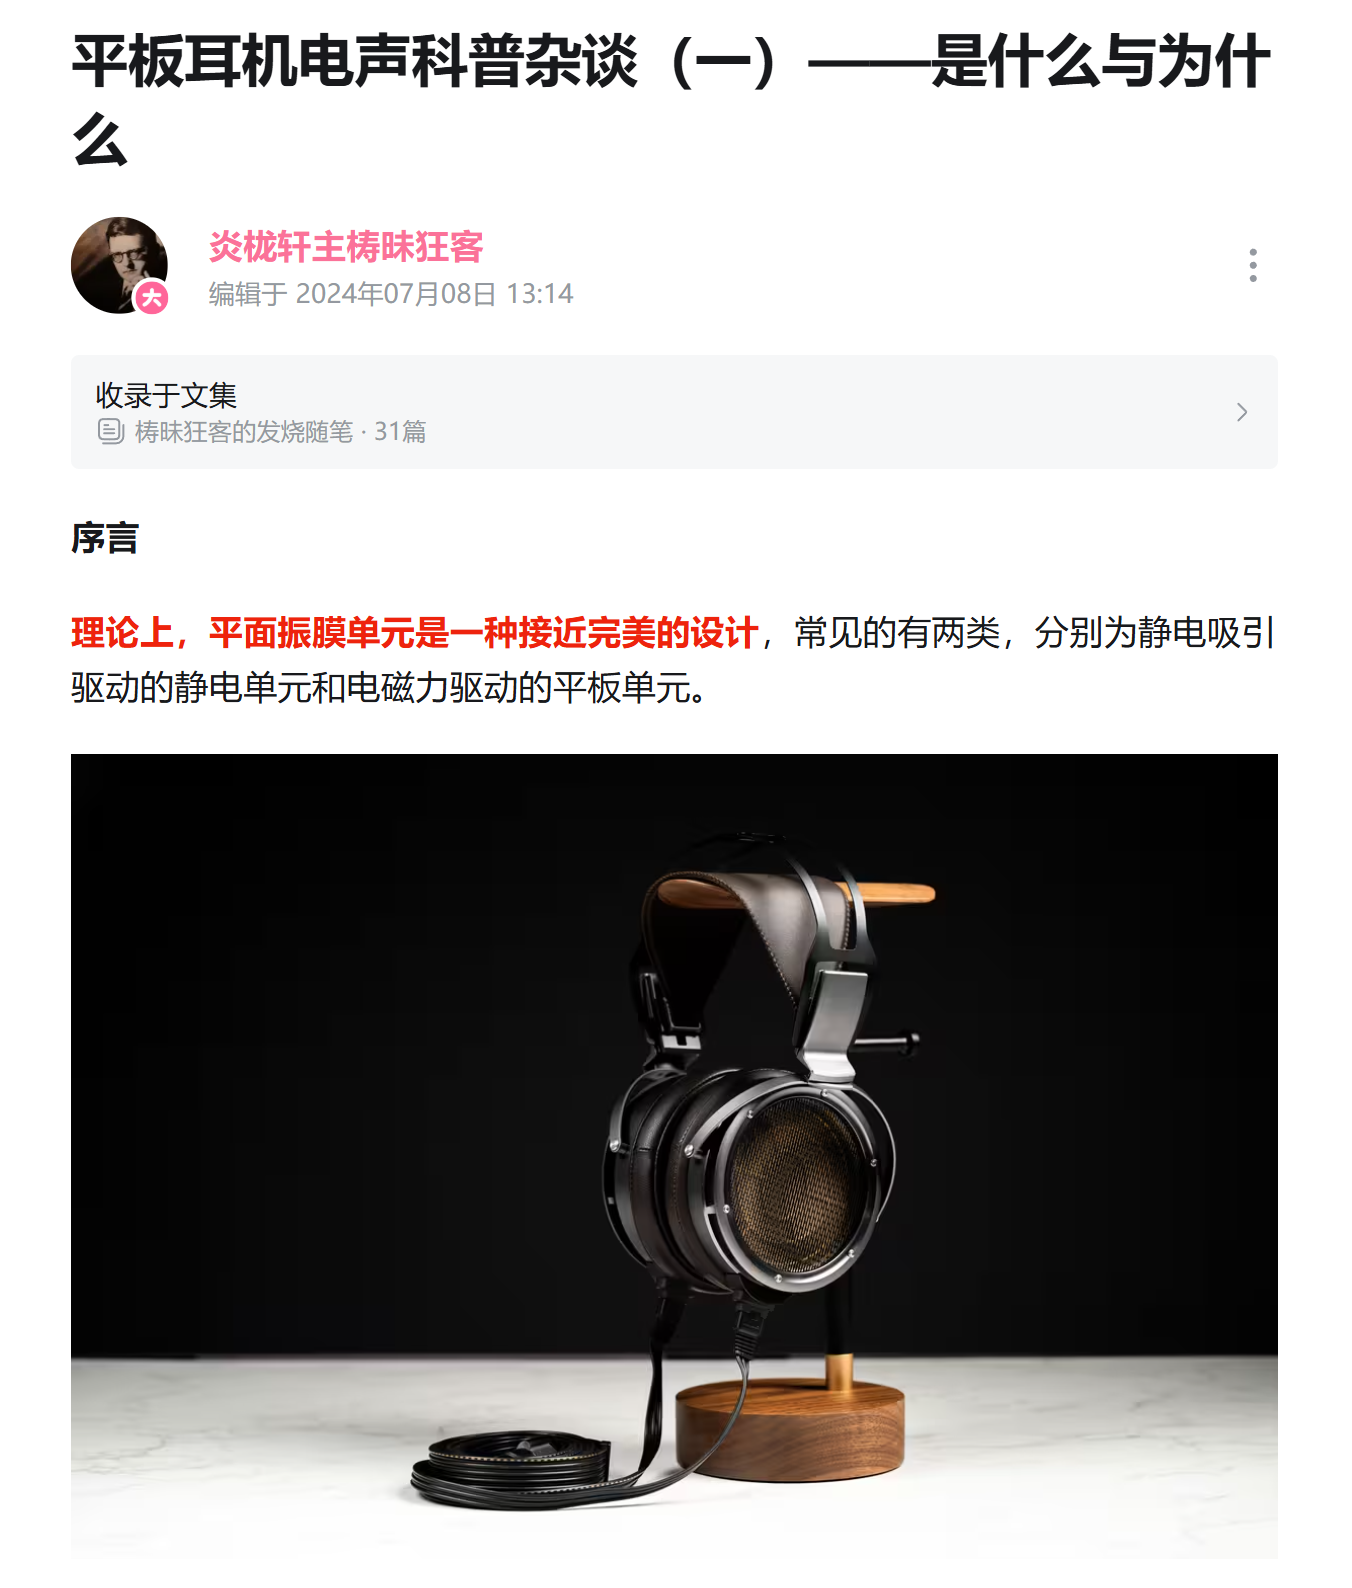 平板耳机电声科普杂谈（一）——是什么与为什
么
炎栊轩主梼昧狂客
大
编辑于 2024年07月08日 13:14
收录于文集
梼昧狂客的发烧随笔 · 31篇
序言
理论上，平面振膜单元是一种接近完美的设计，常见的有两类，分别为静电吸引
驱动的静电单元和电磁力驱动的平板单元。